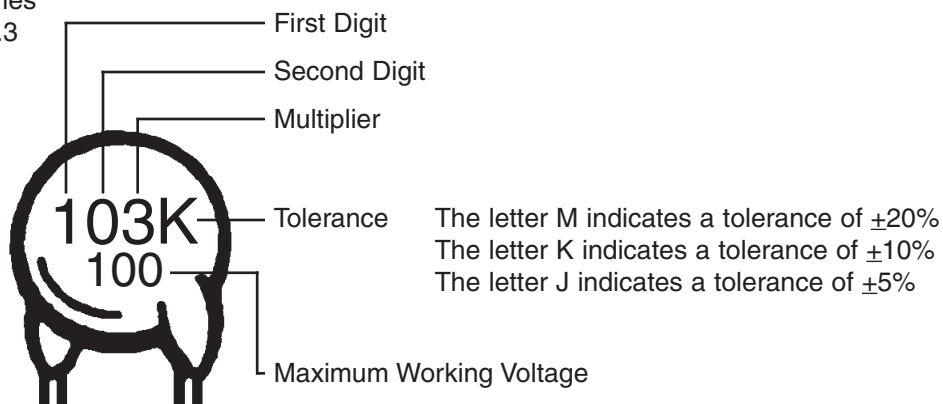 .3
First Digit
Second Digit
Multiplier
103K
Tolerance
The letter M indicates a tolerance of ±20%
The letter K indicates a tolerance of ±10%
The letter J indicates a tolerance of ±5%
100
Maximum Working Voltage